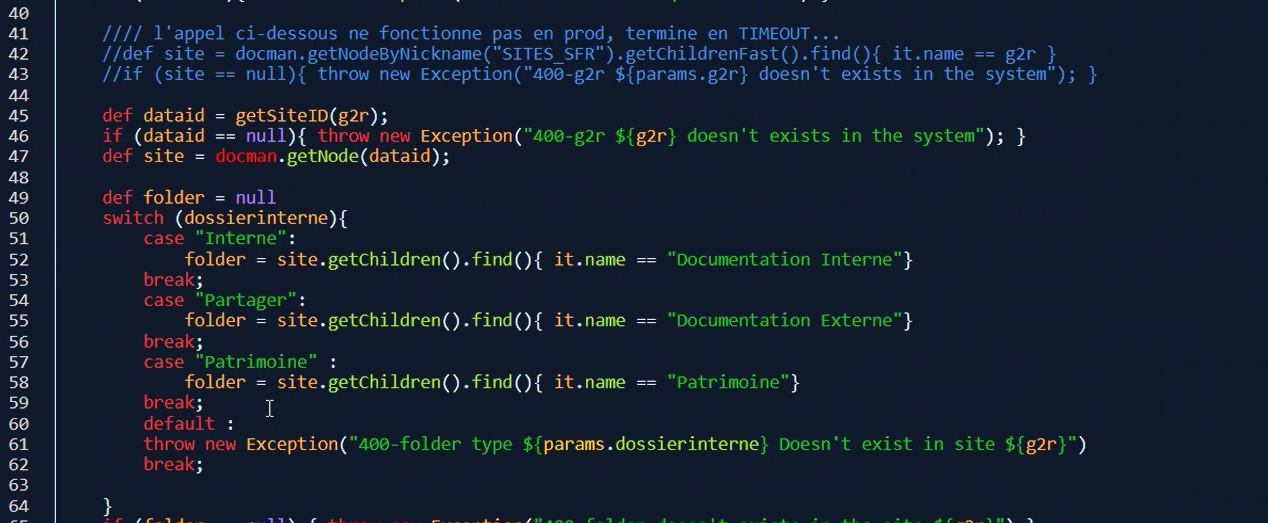 40
41 //// l'appel ci-dessous ne fonctionne pas en prod, termine en TIMEOUT...
42 //def site = docman.getNodeByNickname("SITES_SFR").getChildrenFast().find(){ it.name == g2r }
43 //if (site == null){ throw new Exception("400-g2r ${params.g2r} doesn't exists in the system"); }
44
45 def dataid = getSiteID(g2r);
46 if (dataid == null){ throw new Exception("400-g2r ${g2r} doesn't exists in the system"); }
47 def site = docman.getNode(dataid);
48
49 def folder = null
50 switch (dossierinterne){
51 case "Interne":
52 folder = site.getChildren().find(){ it.name == "Documentation Interne"}
53 break;
54 case "Partager":
55 folder = site.getChildren().find(){ it.name == "Documentation Externe"}
56 break;
57 case "Patrimoine" :
58 folder = site.getChildren().find(){ it.name == "Patrimoine"}
59 break;
60 default :
61 throw new Exception("400-folder type ${params.dossierinterne} Doesn't exist in site ${g2r}")
62 break;
63
64 }